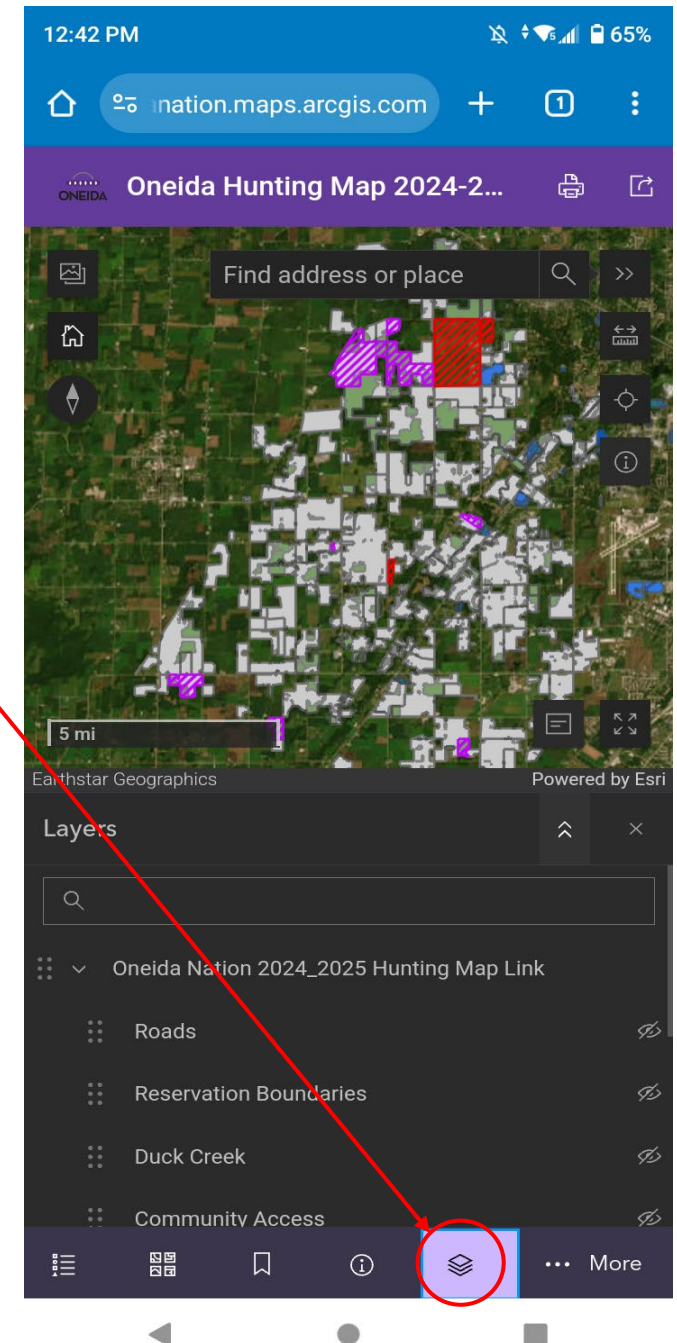 12:42 PM
5
65%
nation.maps.arcgis.com
1
ONEIDA
Oneida Hunting Map 2024-2...
Find address or place
5 mi
Earthstar Geographics
Powered by Esri
Layers
Oneida Nation 2024_2025 Hunting Map Link
Roads
Reservation Boundaries
Duck Creek
Community Access
More